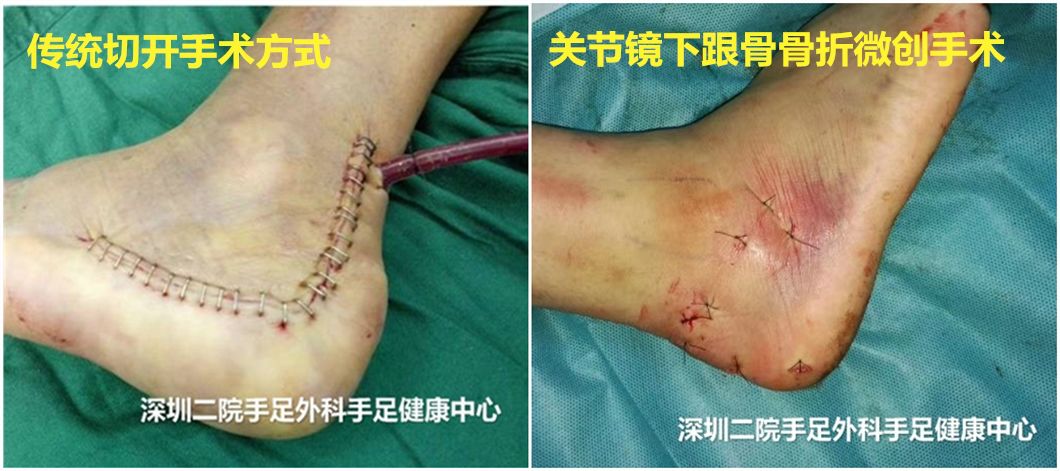 传统切开手术方式
关节镜下跟骨骨折微创手术
深圳二院手足外科手足健康中心
深圳二院手足外科手足健康中心